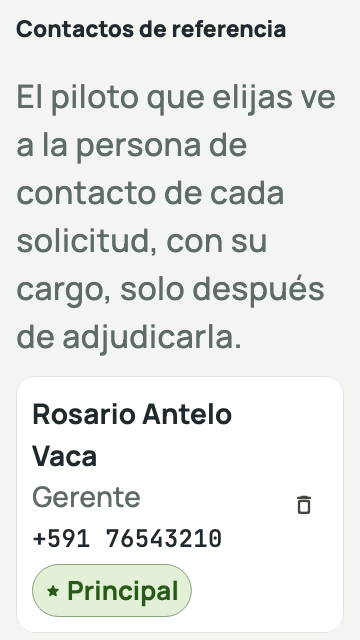 Contactos de referencia
El piloto que elijas ve
a la persona de
contacto de cada
solicitud, con su
cargo, solo después
de adjudicarla.
Rosario Antelo
Vaca
Gerente
+591 76543210
Principal